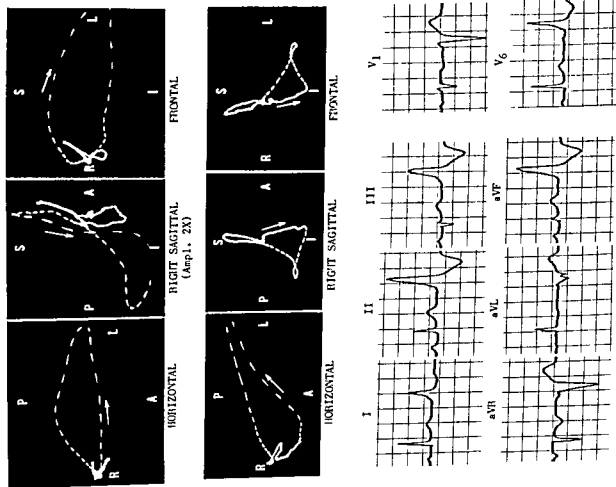 P L A
S P A I
S R L I
HORIZONTAL RIGHT SAGITTAL FRONTAL
(Ampl. 2X)
R L A
S P A I
S R L I
HORIZONTAL RIGHT SAGITTAL FRONTAL
I II III V1
aVR aVL aVF V6